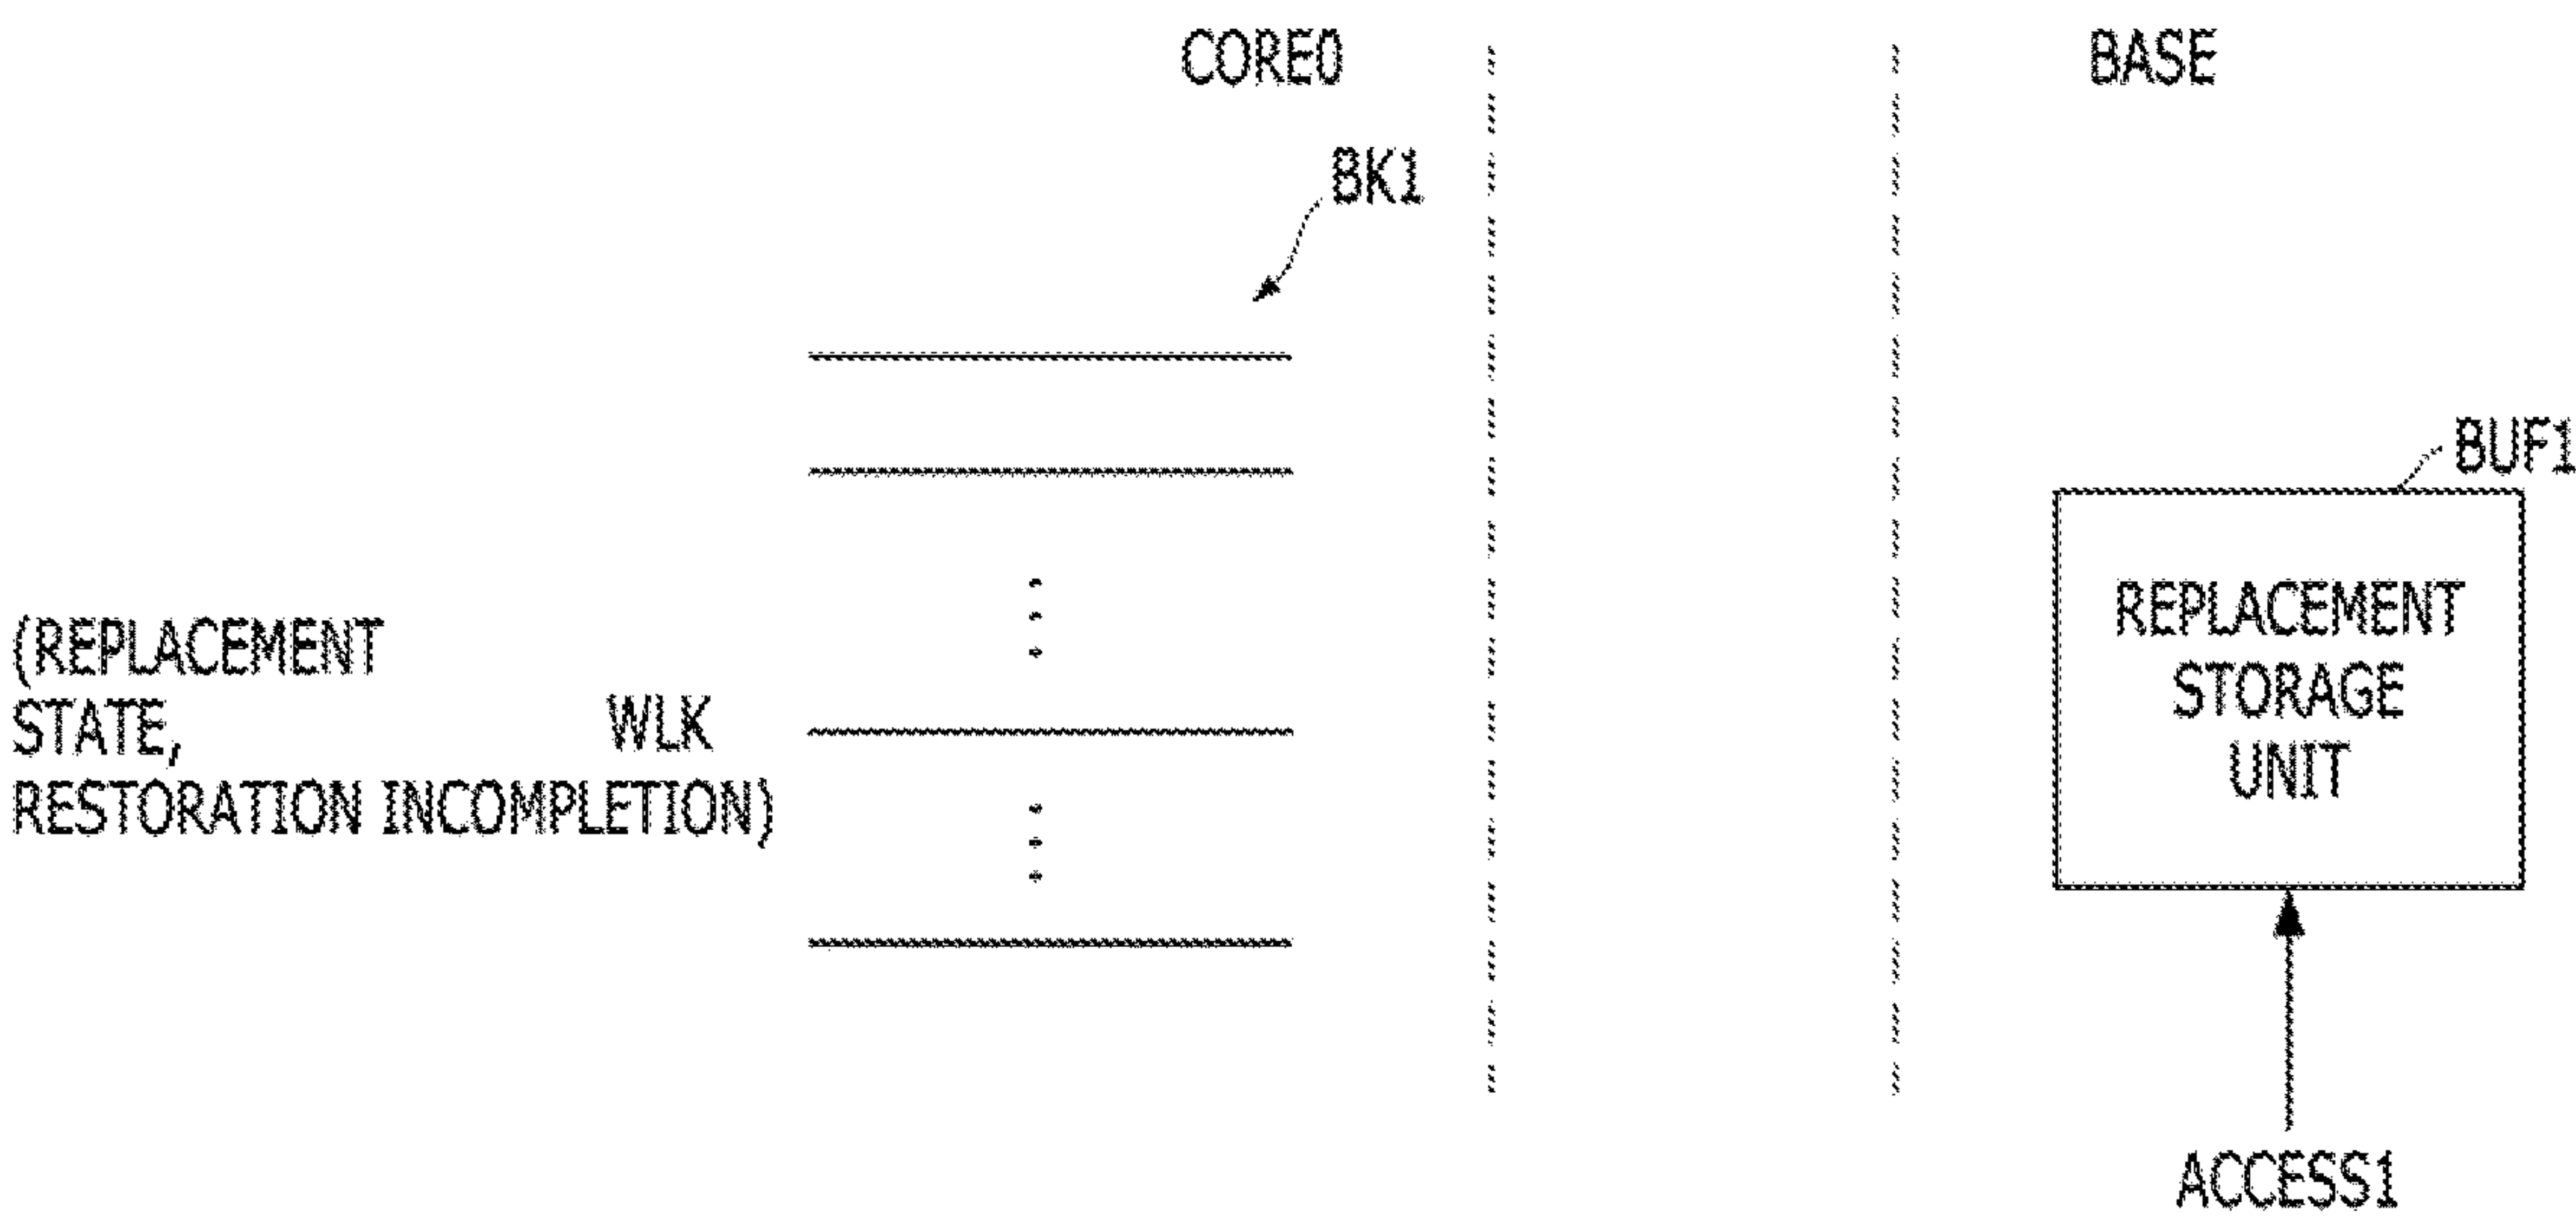 CORE0
BASE
BK1
BUF1
REPLACEMENT
STORAGE
UNIT
(REPLACEMENT
STATE,
RESTORATION INCOMPLETION)
WLK
ACCESS1